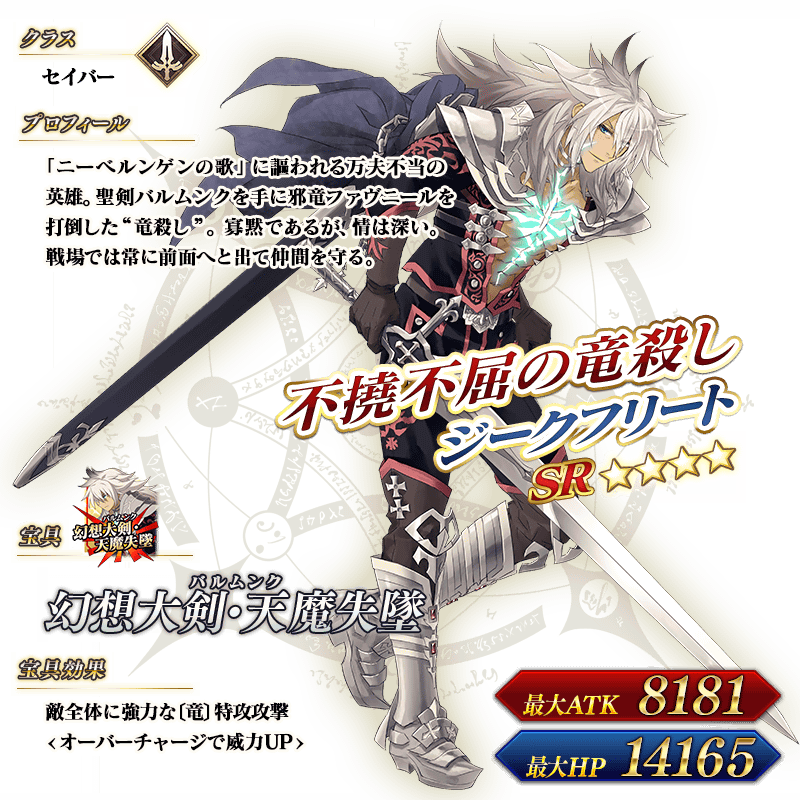 クラス
セイバー
プロフィール
「ニーベルンゲンの歌」に謳われる万夫不当の
英雄。聖剣バルムンクを手に邪竜ファヴニールを
打倒した“竜殺し”。寡黙であるが、情は深い。
戦場では常に前面へと出て仲間を守る。
不撓不屈の竜殺し
ジークフリート
SR
宝具
バルムンク
幻想大剣・
天魔失墜
バルムンク
幻想大剣・天魔失墜
宝具効果
敵全体に強力な〔竜〕特攻攻撃
<オーバーチャージで威力UP>
最大ATK 8181
最大HP 14165